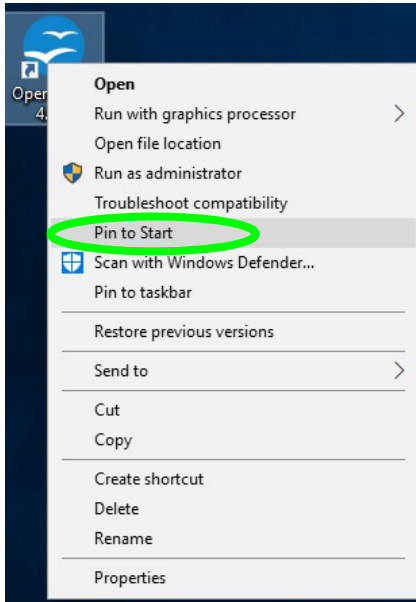 Oper
4.
Open
Run with graphics processor
Open file location
Run as administrator
Troubleshoot compatibility
Pin to Start
Scan with Windows Defender...
Pin to taskbar
Restore previous versions
Send to
Cut
Copy
Create shortcut
Delete
Rename
Properties